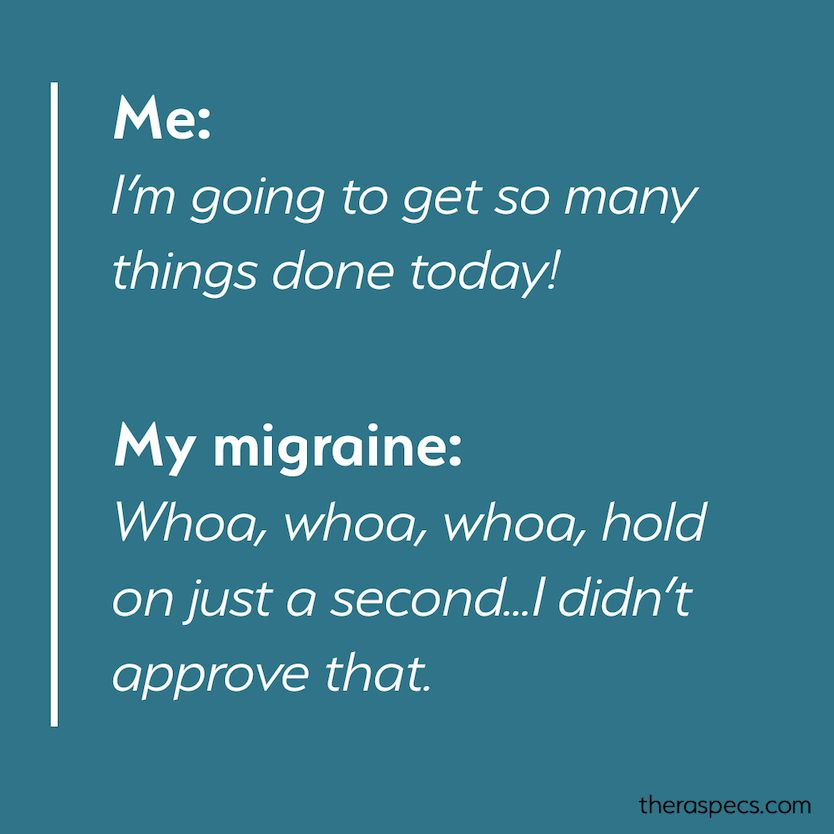 Me:
I’m going to get so many
things done today!
My migraine:
Whoa, whoa, whoa, hold
on just a second...I didn’t
approve that.
theraspecs.com